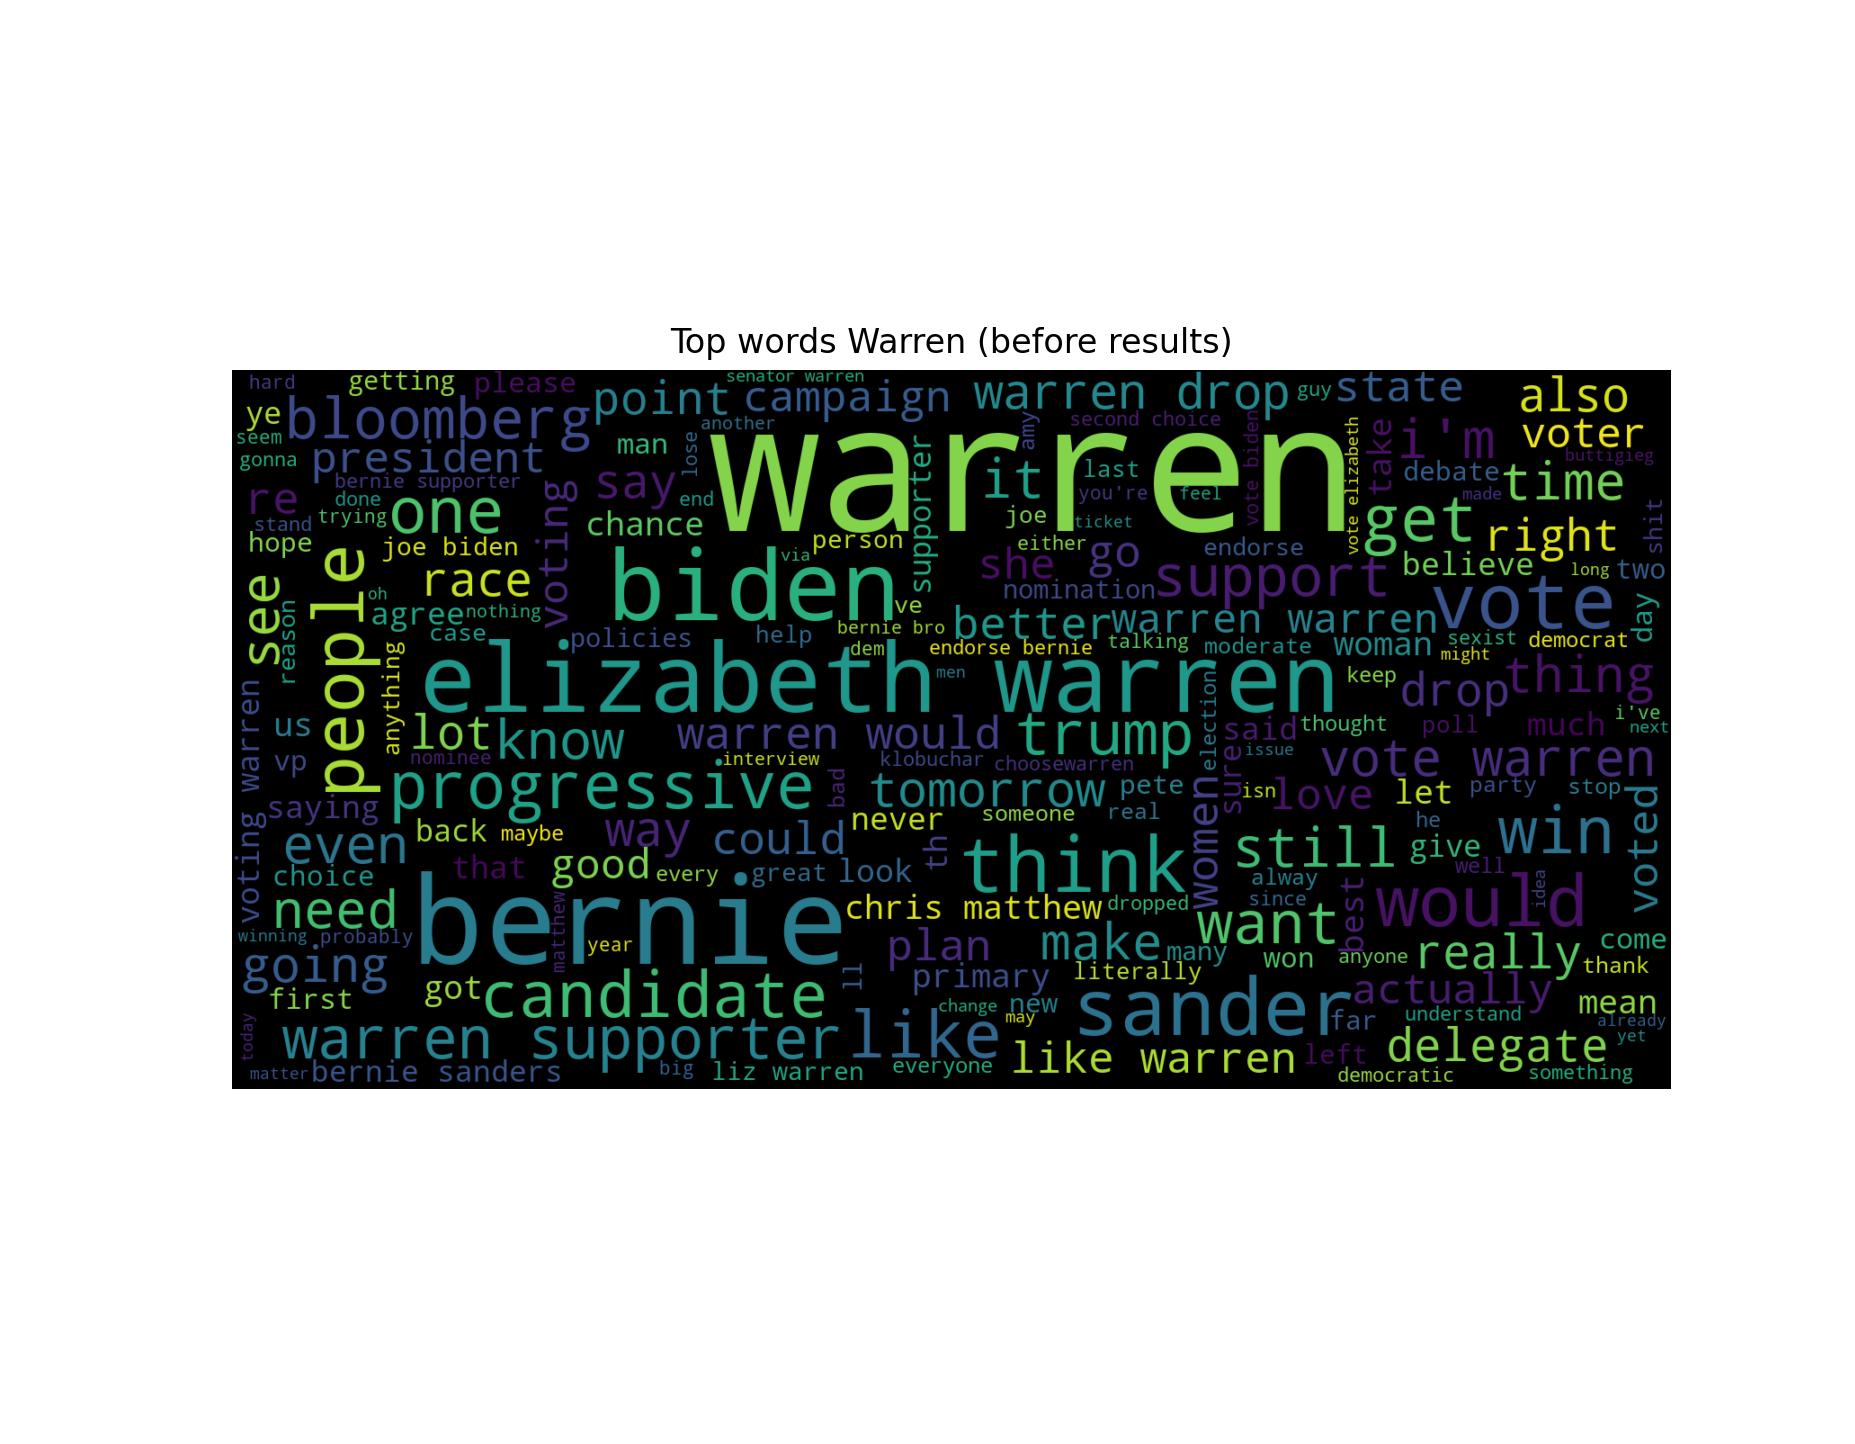 Top words Warren (before results)
hard getting please senator warren point campaign warren drop guy state also
ye bloomberg another amy second choice voter
seem man lose warren i'm take buttigieg
gonna president it last debate time
bernie supporter say supporter you're feel vote biden vote elizabeth made
re done one voting end
stand trying chance joe ticket get right shit
hope joe biden via person either go endorse
people race biden she support believe long two
see oh ve nomination vote
reason agree nothing better warren warren day
case policies help bernie bro talking sexist
anything dem endorse bernie moderate woman might democrat
elizabeth warren men keep drop thing
voting warren us lot know warren would trump election said thought poll much i've next
vp nominee interview klobuchar choosewarren issue vote warren
progressive bad tomorrow pete women sure isn love let party stop
saying back maybe way could never someone real he win voted
even that good th think still give
choice every great look alway well
need bernie chris matthew dropped since best idea would
winning probably matthew year plan make many want really come
going ll primary literally won anyone thank
first got candidate change new sander actually mean
today warren supporter like may far understand already
like warren left delegate yet
matter bernie sanders big liz warren everyone democratic something